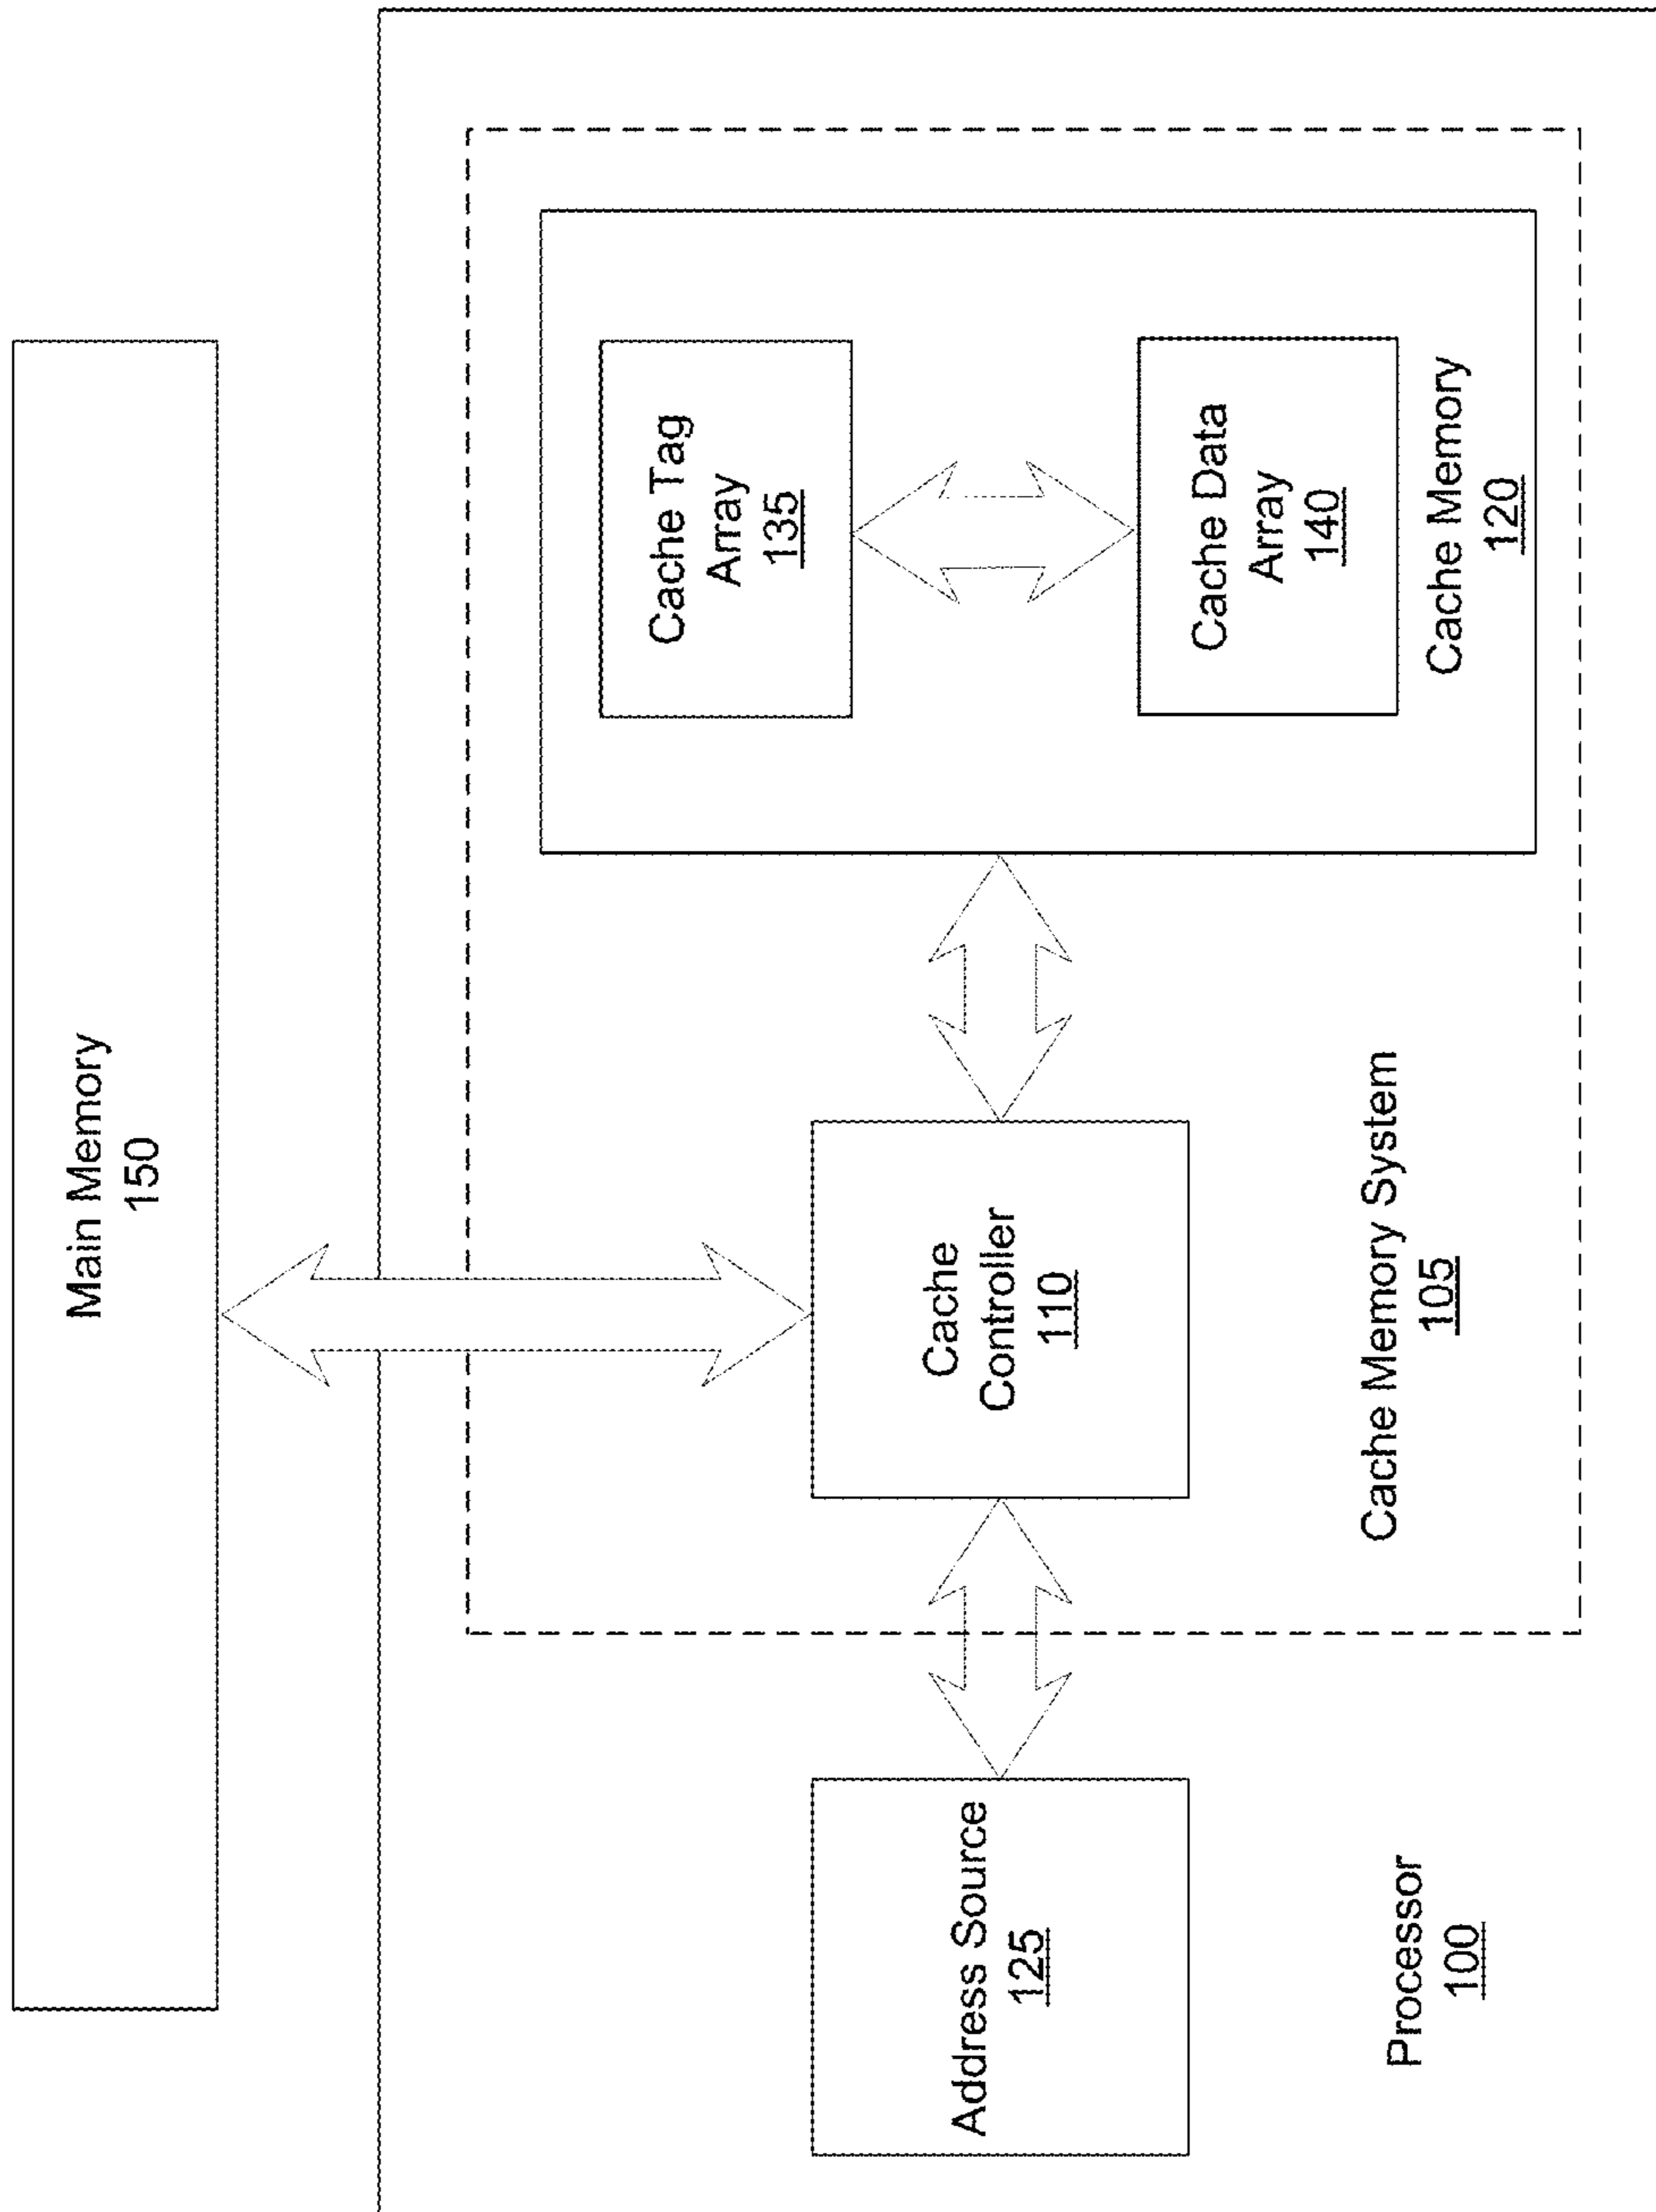 Main Memory
150
Cache Tag
Array
135
Cache Data
Array
140
Cache Memory
120
Cache
Controller
110
Cache Memory System
105
Address Source
125
Processor
100